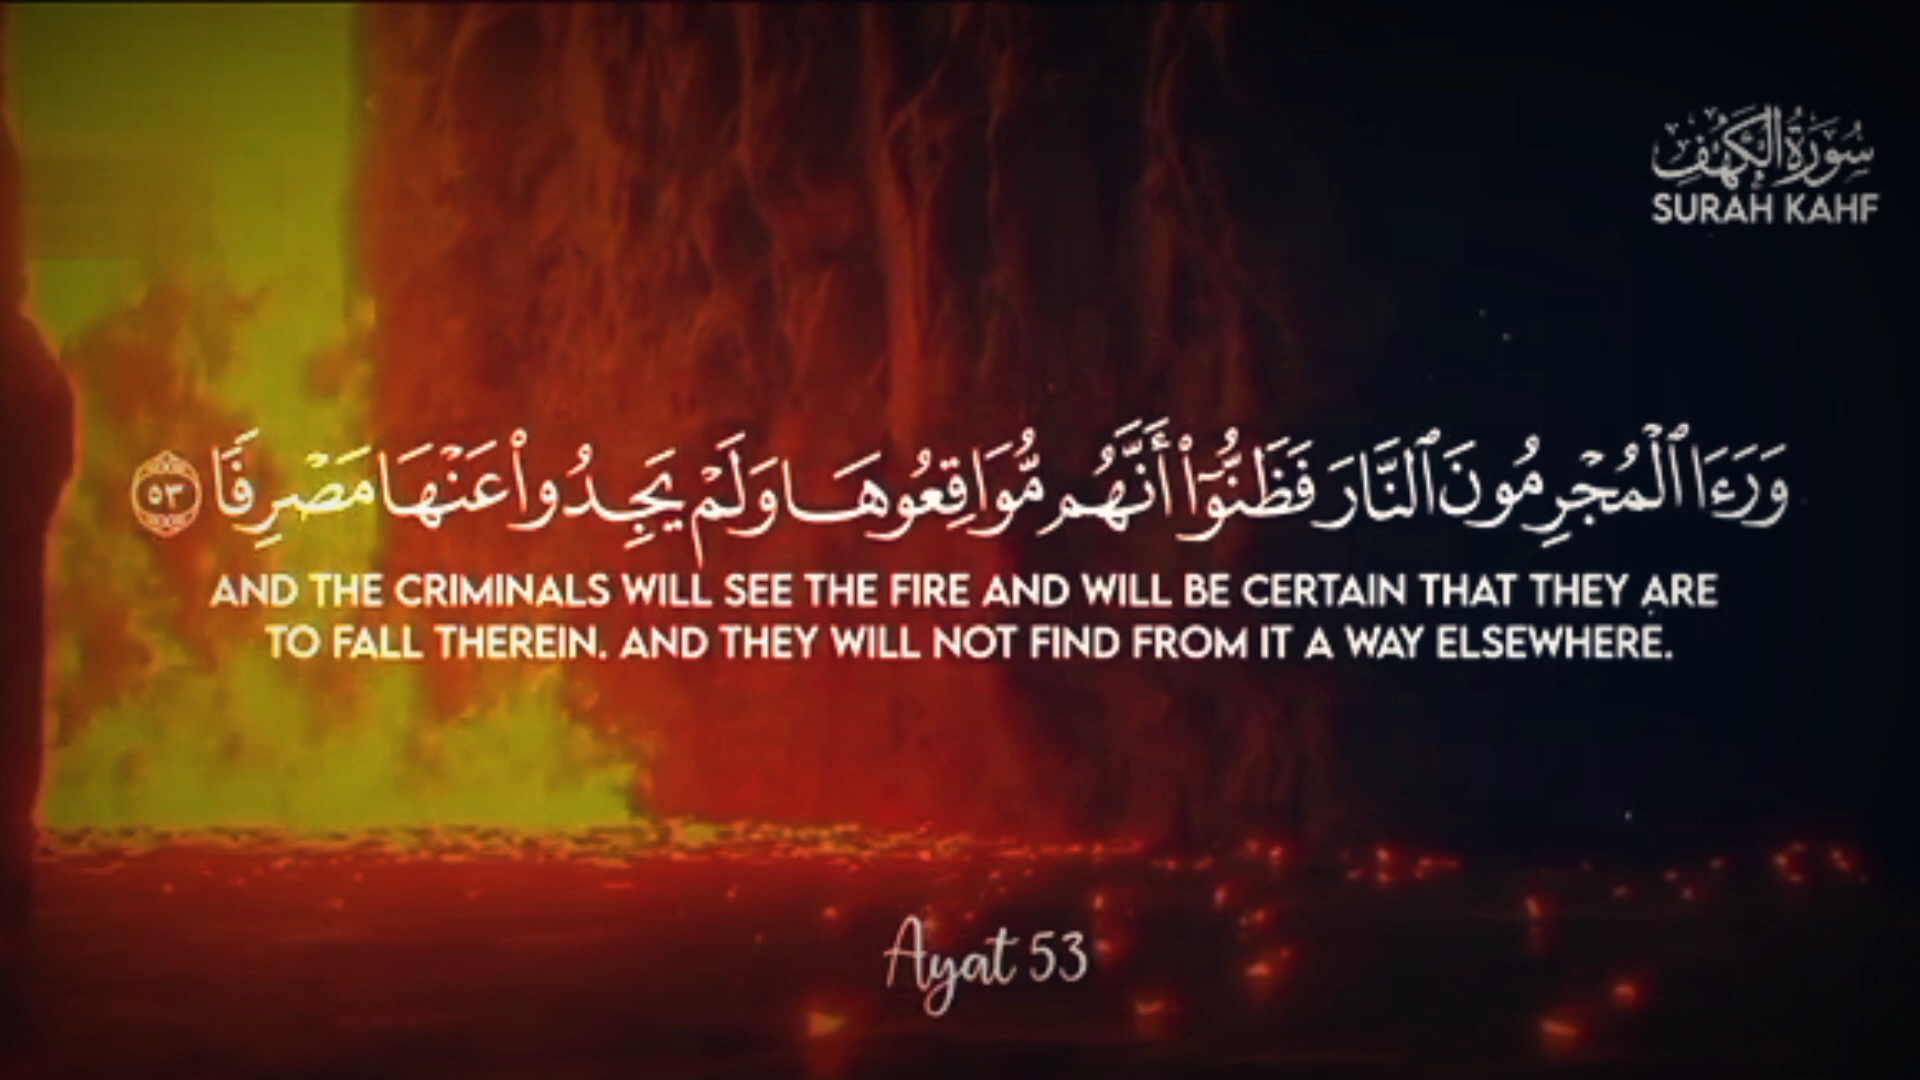 سُورَةُ الْكَهْفِ
SURAH KAHF
وَرَءَا ٱلْمُجْرِمُونَ ٱلنَّارَ فَظَنُّوٓا۟ أَنَّهُم مُّوَاقِعُوهَا وَلَمْ يَجِدُوا۟ عَنْهَا مَصْرِفًا ٥٣
AND THE CRIMINALS WILL SEE THE FIRE AND WILL BE CERTAIN THAT THEY ARE
TO FALL THEREIN. AND THEY WILL NOT FIND FROM IT A WAY ELSEWHERE.
Ayat 53